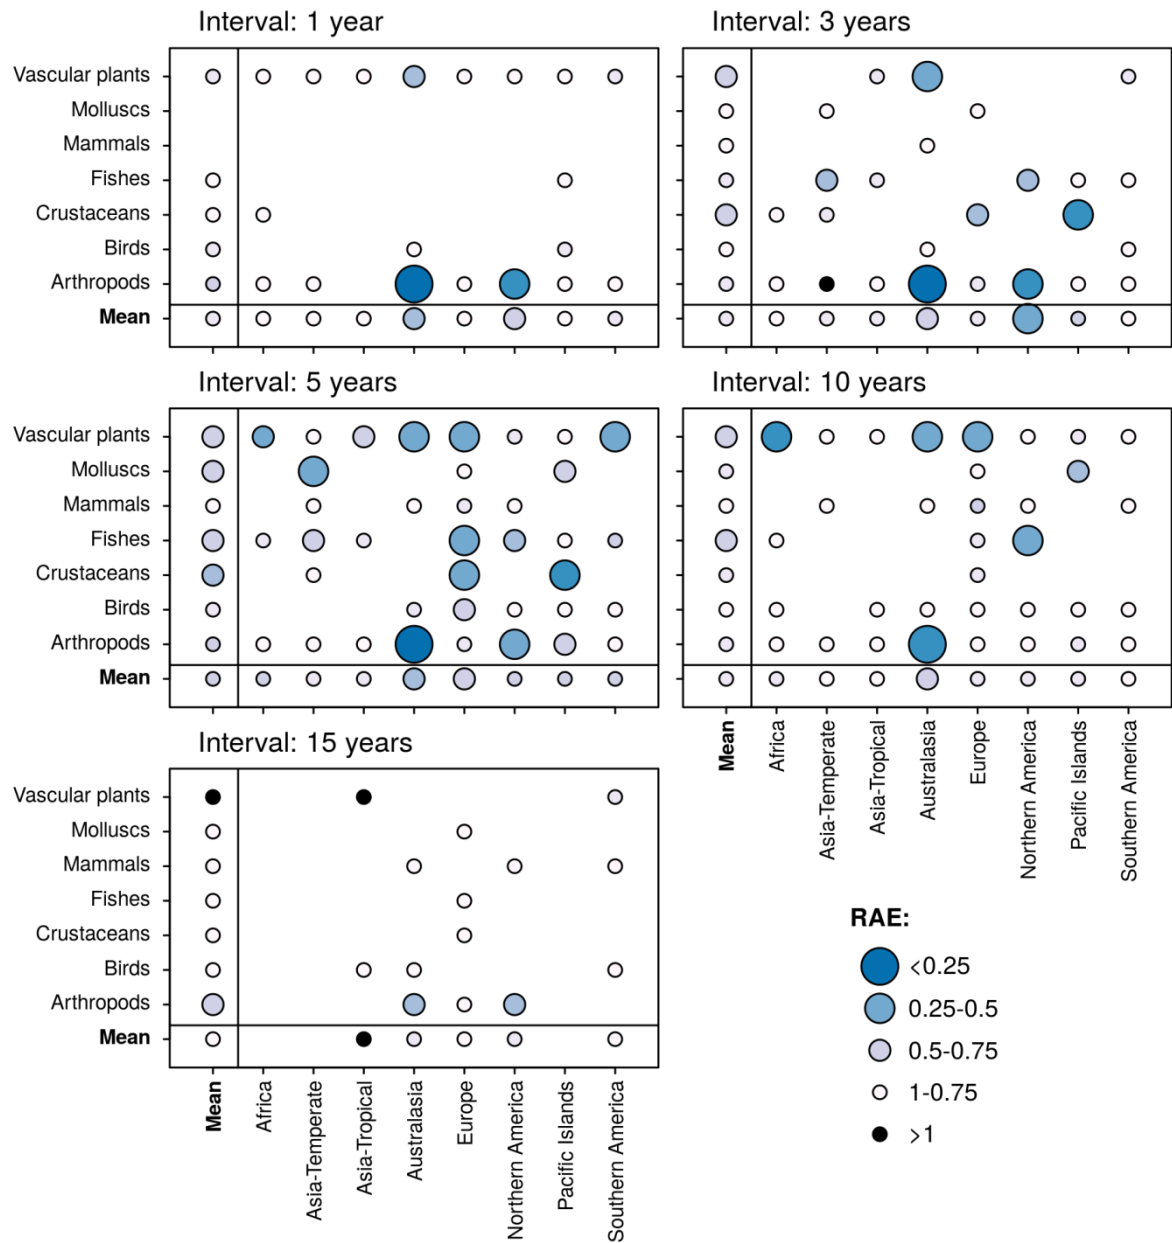 Interval: 1 year
Vascular plants
Molluscs
Mammals
Fishes
Crustaceans
Birds
Arthropods
Mean
Interval: 3 years
Interval: 5 years
Vascular plants
Molluscs
Mammals
Fishes
Crustaceans
Birds
Arthropods
Mean
Interval: 10 years
Mean
Africa
Asia-Temperate
Asia-Tropical
Australasia
Europe
Northern America
Pacific Islands
Southern America
Interval: 15 years
Vascular plants
Molluscs
Mammals
Fishes
Crustaceans
Birds
Arthropods
Mean
Mean
Africa
Asia-Temperate
Asia-Tropical
Australasia
Europe
Northern America
Pacific Islands
Southern America
RAE:
<0.25
0.25-0.5
0.5-0.75
1-0.75
>1